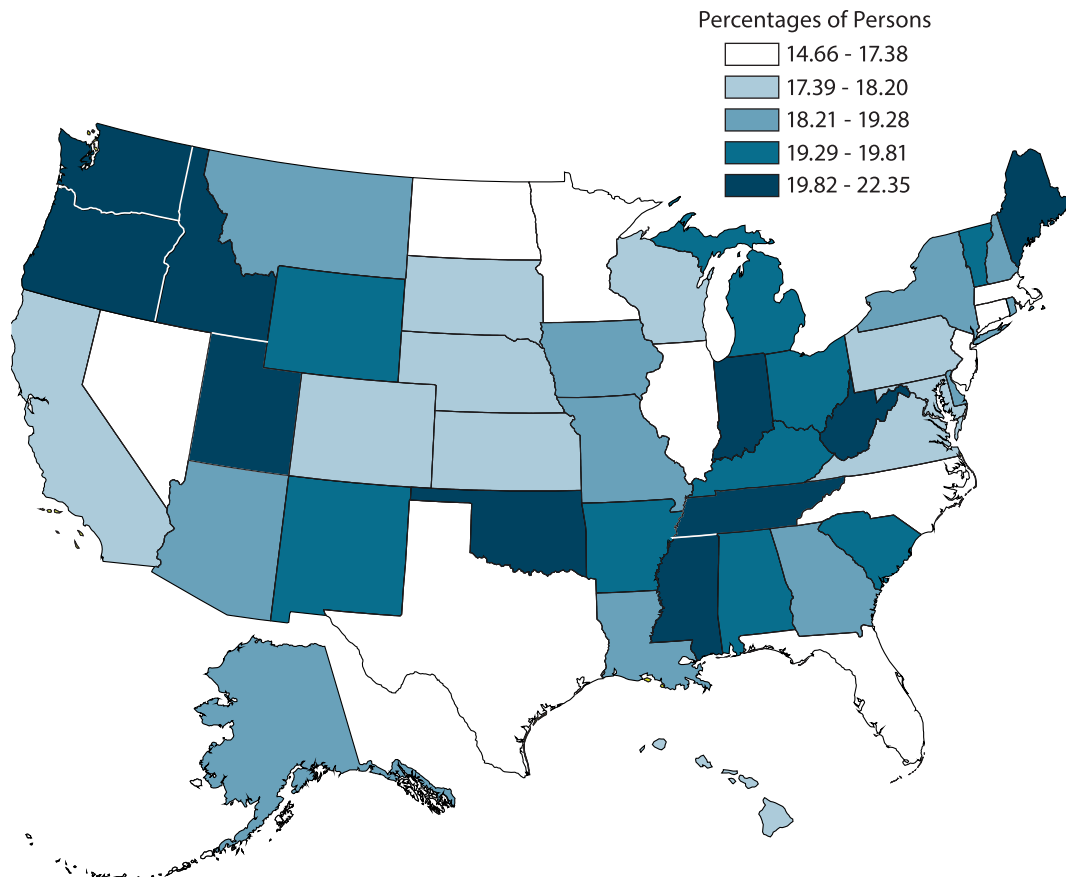 Percentages of Persons
14.66 - 17.38
17.39 - 18.20
18.21 - 19.28
19.29 - 19.81
19.82 - 22.35